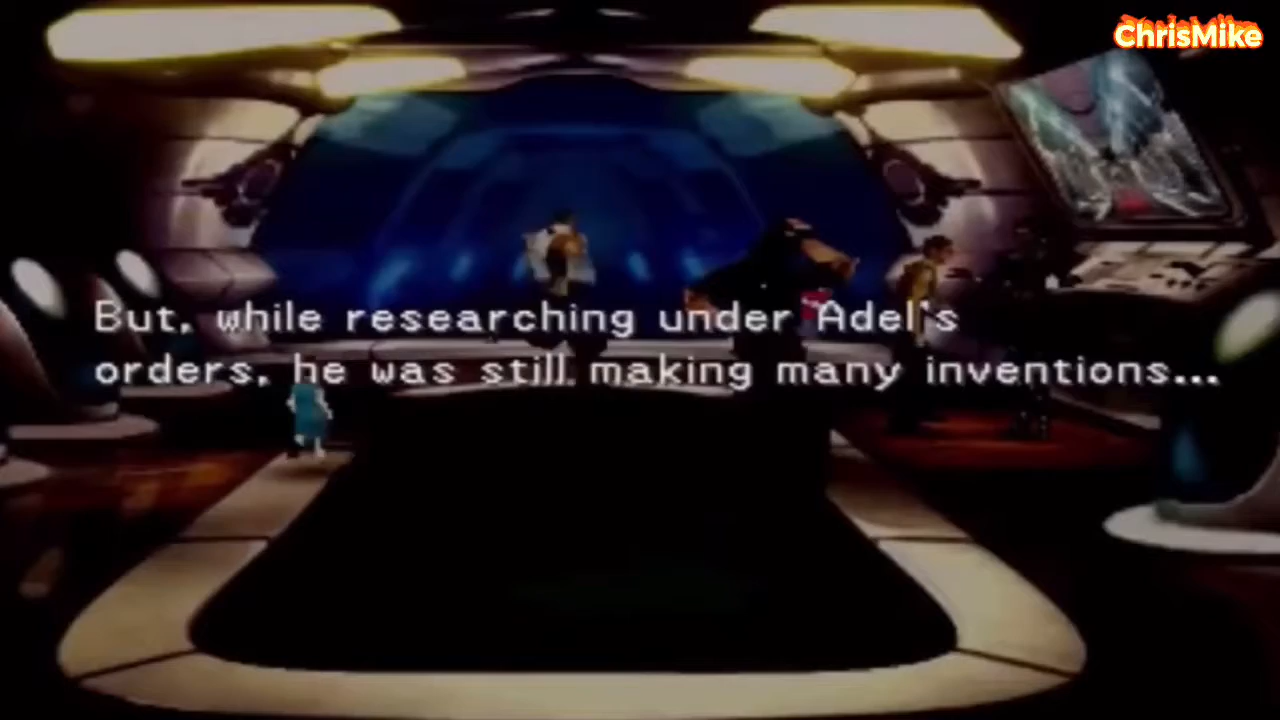 ChrisMike
But, while researching under Adel's
orders, he was still making many inventions...